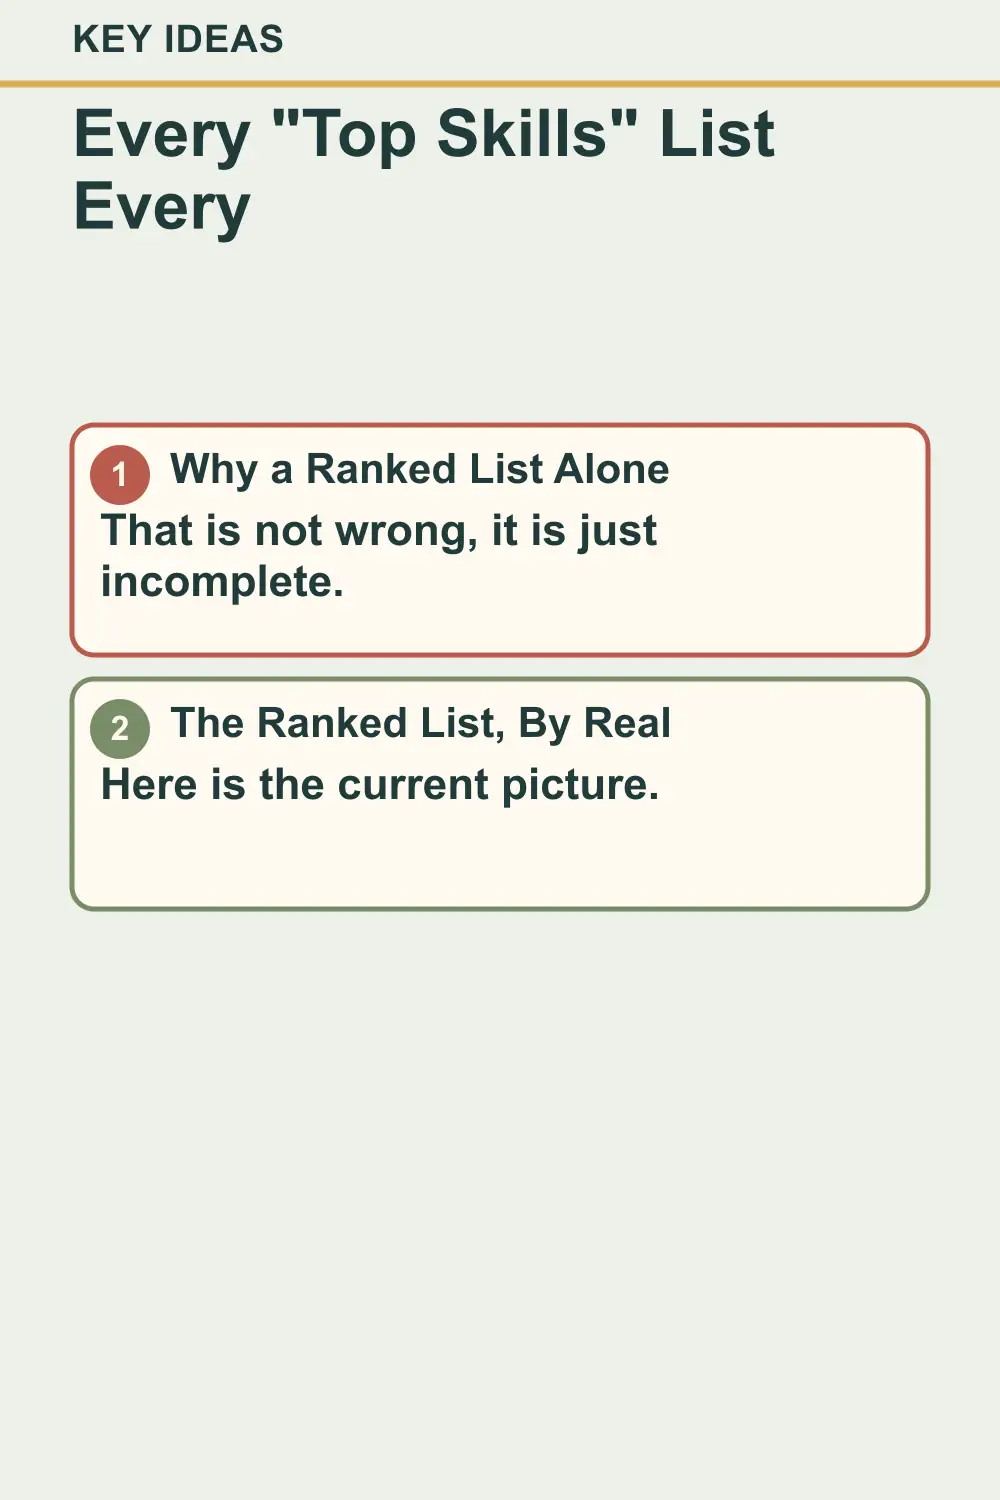 KEY IDEAS
Every "Top Skills" List
Every
1 Why a Ranked List Alone
That is not wrong, it is just
incomplete.
2 The Ranked List, By Real
Here is the current picture.